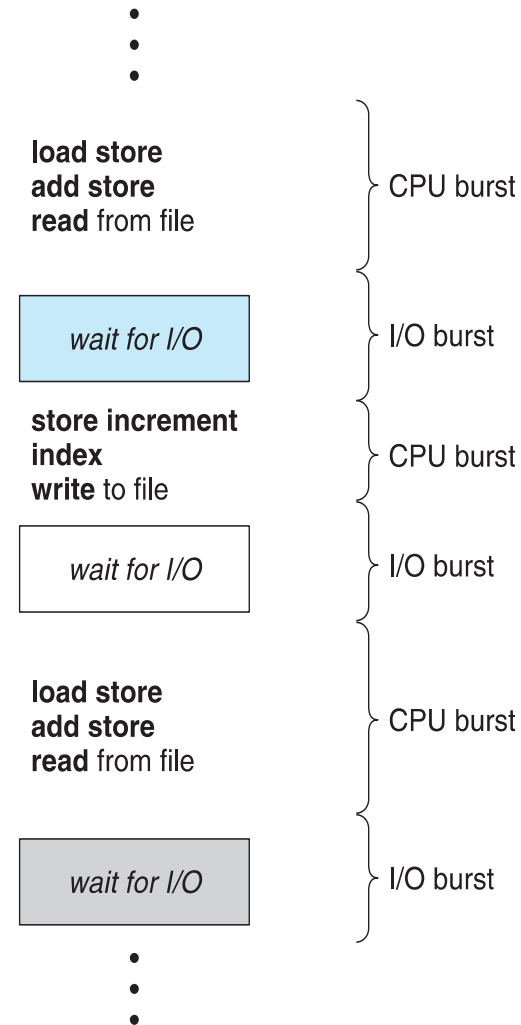 load store
add store
read from file
CPU burst
wait for I/O
I/O burst
store increment
index
write to file
CPU burst
wait for I/O
I/O burst
load store
add store
read from file
CPU burst
wait for I/O
I/O burst